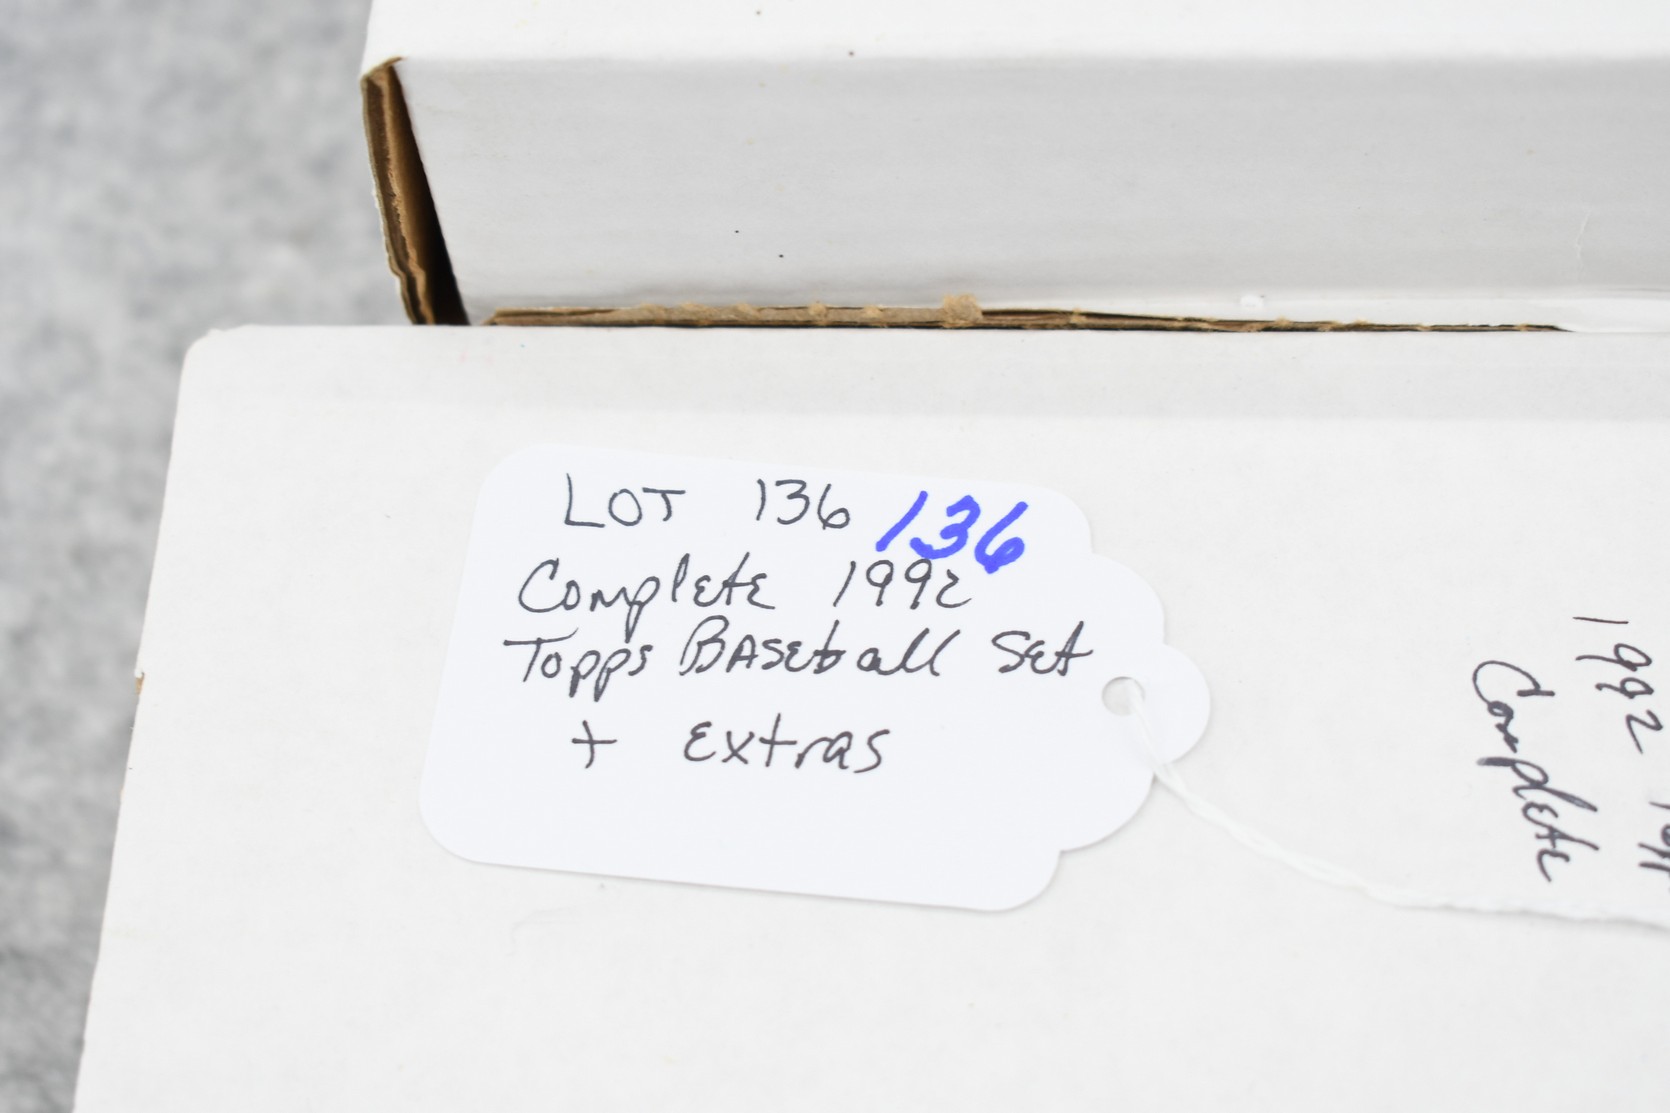 LOT 136 136
Complete 1992
Topps Baseball Set
+ Extras
1992
Complete